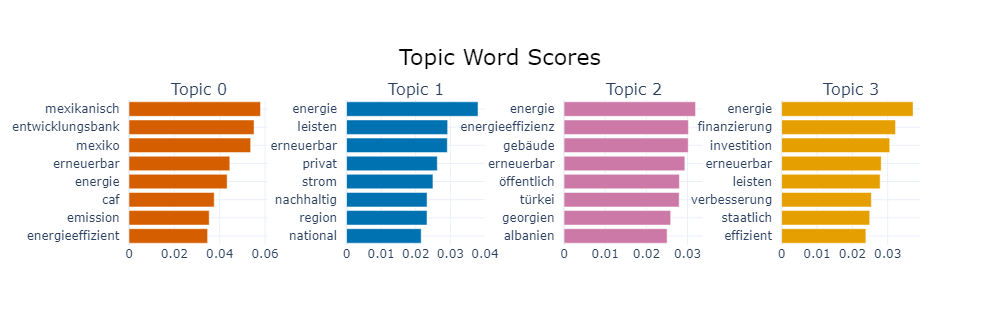 Topic Word Scores
Topic 0
mexikanisch
entwicklungsbank
mexiko
erneuerbar
energie
caf
emission
energieeffizient
0 0.02 0.04 0.06
Topic 1
energie
leisten
erneuerbar
privat
strom
nachhaltig
region
national
0 0.01 0.02 0.03 0.04
Topic 2
energie
energieeffizienz
gebäude
erneuerbar
öffentlich
türkei
georgien
albanien
0 0.01 0.02 0.03
Topic 3
energie
finanzierung
investition
erneuerbar
leisten
verbesserung
staatlich
effizient
0 0.01 0.02 0.03